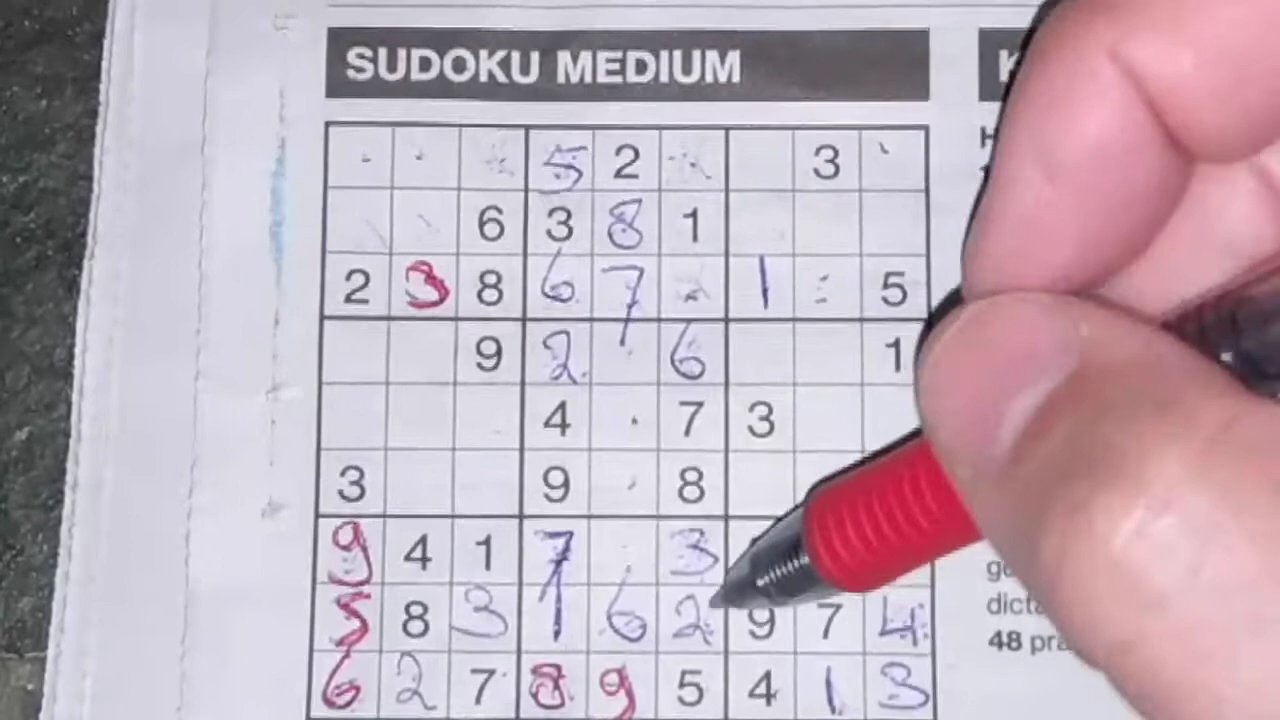 SUDOKU MEDIUM
5 2 3
6 3 8 1
2 3 8 6 7 1 5
9 2 6 1
4 7 3
3 9 8
9 4 1 7 3
5 8 3 1 6 2 9 7 4
6 2 7 8 9 5 4 1 3
48